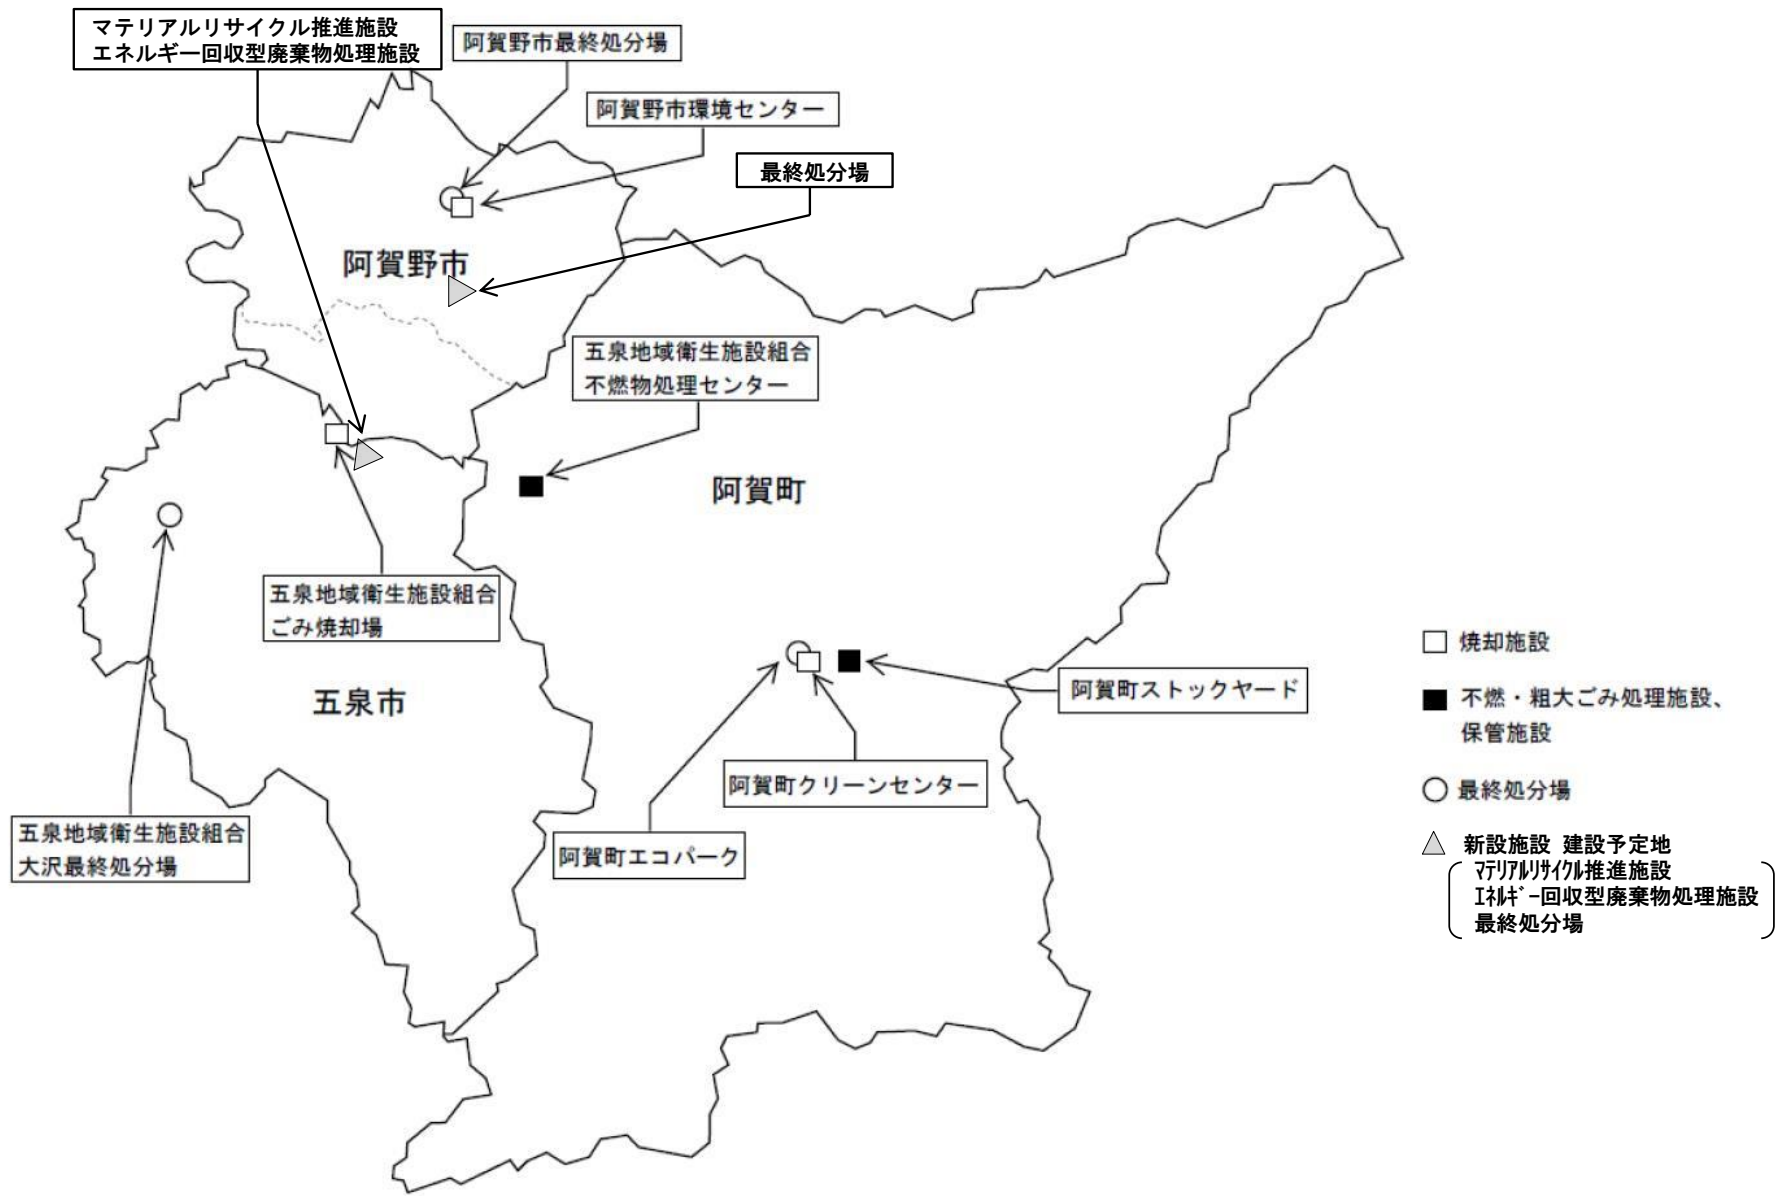 マテリアルリサイクル推進施設
エネルギー回収型廃棄物処理施設
阿賀野市最終処分場
阿賀野市環境センター
最終処分場
阿賀野市
五泉地域衛生施設組合
不燃物処理センター
阿賀町
五泉地域衛生施設組合
ごみ焼却場
五泉市
阿賀町ストックヤード
阿賀町クリーンセンター
阿賀町エコパーク
五泉地域衛生施設組合
大沢最終処分場
焼却施設
不燃・粗大ごみ処理施設、
保管施設
最終処分場
新設施設 建設予定地
ﾏﾃﾘｱﾙﾘｻｲｸﾙ推進施設
ｴﾈﾙｷﾞｰ回収型廃棄物処理施設
最終処分場